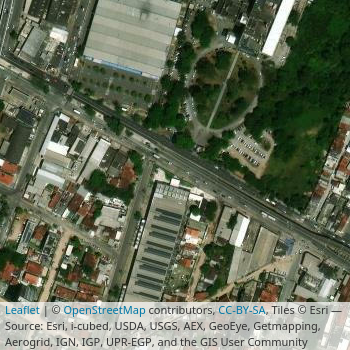 Leaflet | © OpenStreetMap contributors, CC-BY-SA, Tiles © Esri —
Source: Esri, i-cubed, USDA, USGS, AEX, GeoEye, Getmapping,
Aerogrid, IGN, IGP, UPR-EGP, and the GIS User Community